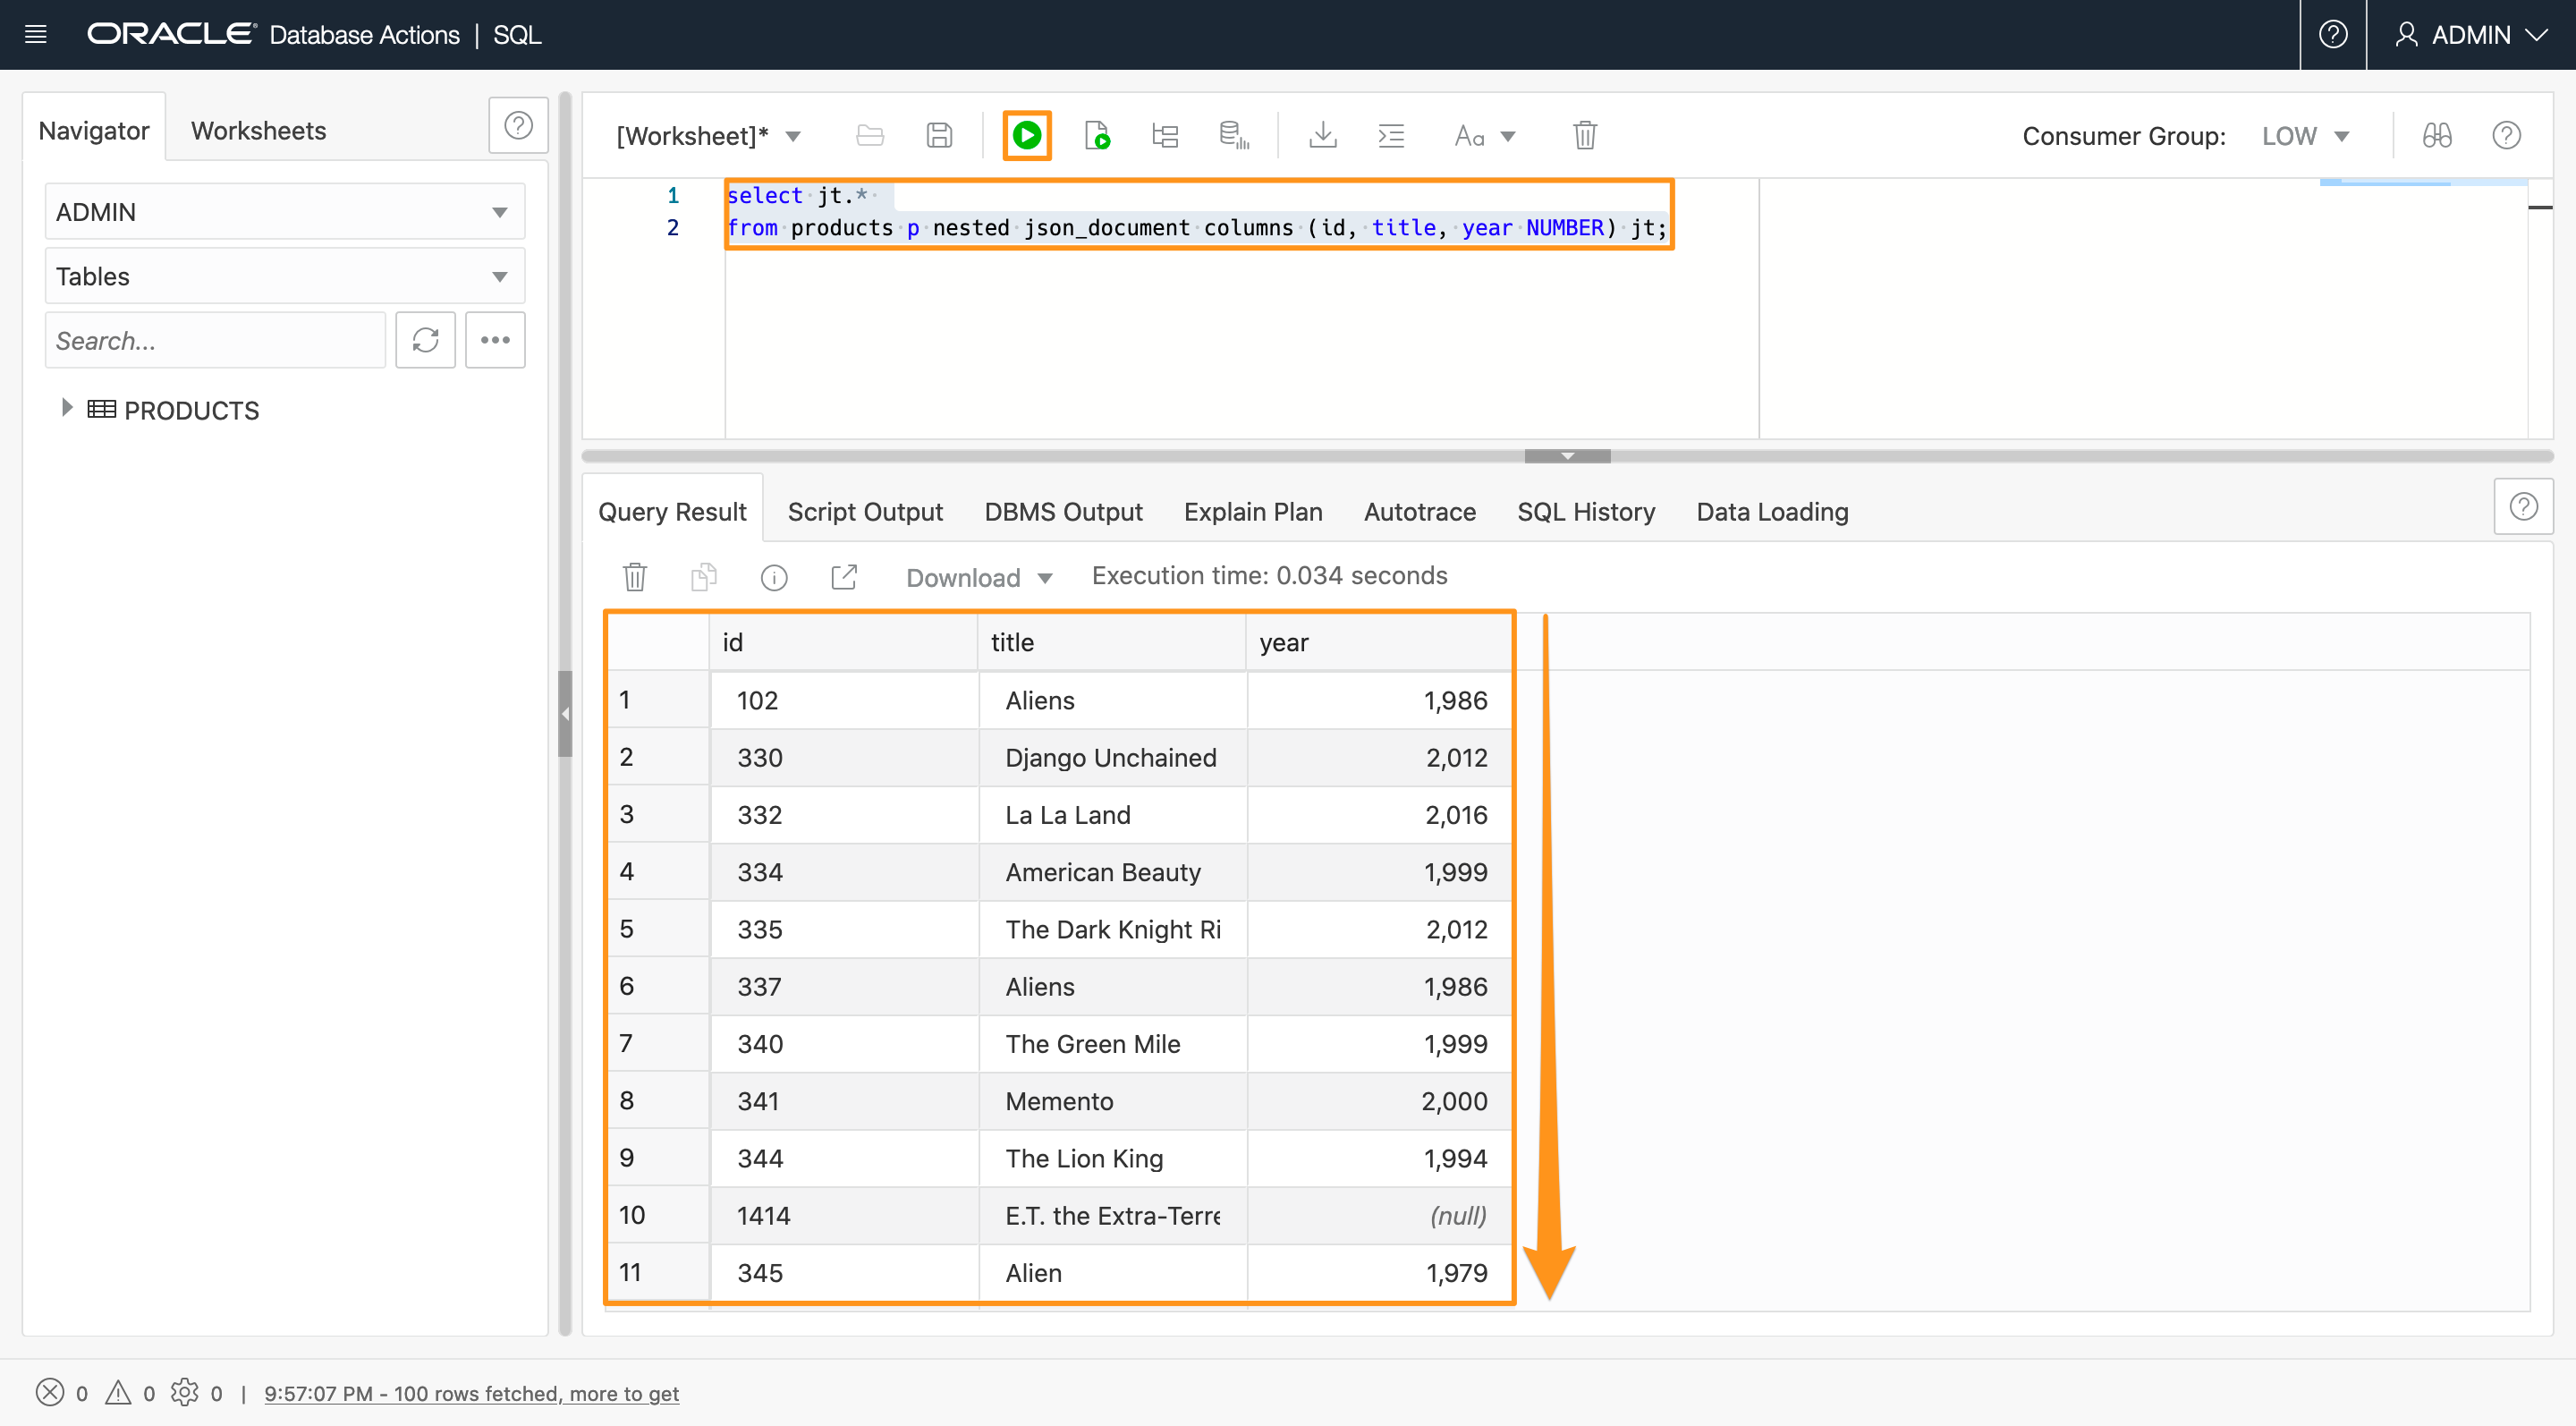 ORACLE Database Actions | SQL
ADMIN
Navigator
Worksheets
ADMIN
Tables
Search...
PRODUCTS
[Worksheet]*
Aa
Consumer Group:
LOW
1 select jt.*
2 from products p nested json_document columns (id, title, year NUMBER) jt;
Query Result
Script Output
DBMS Output
Explain Plan
Autotrace
SQL History
Data Loading
Download
Execution time: 0.034 seconds
id title year
1 102 Aliens 1,986
2 330 Django Unchained 2,012
3 332 La La Land 2,016
4 334 American Beauty 1,999
5 335 The Dark Knight Ri 2,012
6 337 Aliens 1,986
7 340 The Green Mile 1,999
8 341 Memento 2,000
9 344 The Lion King 1,994
10 1414 E.T. the Extra-Terre (null)
11 345 Alien 1,979
0 0 0 | 9:57:07 PM - 100 rows fetched, more to get